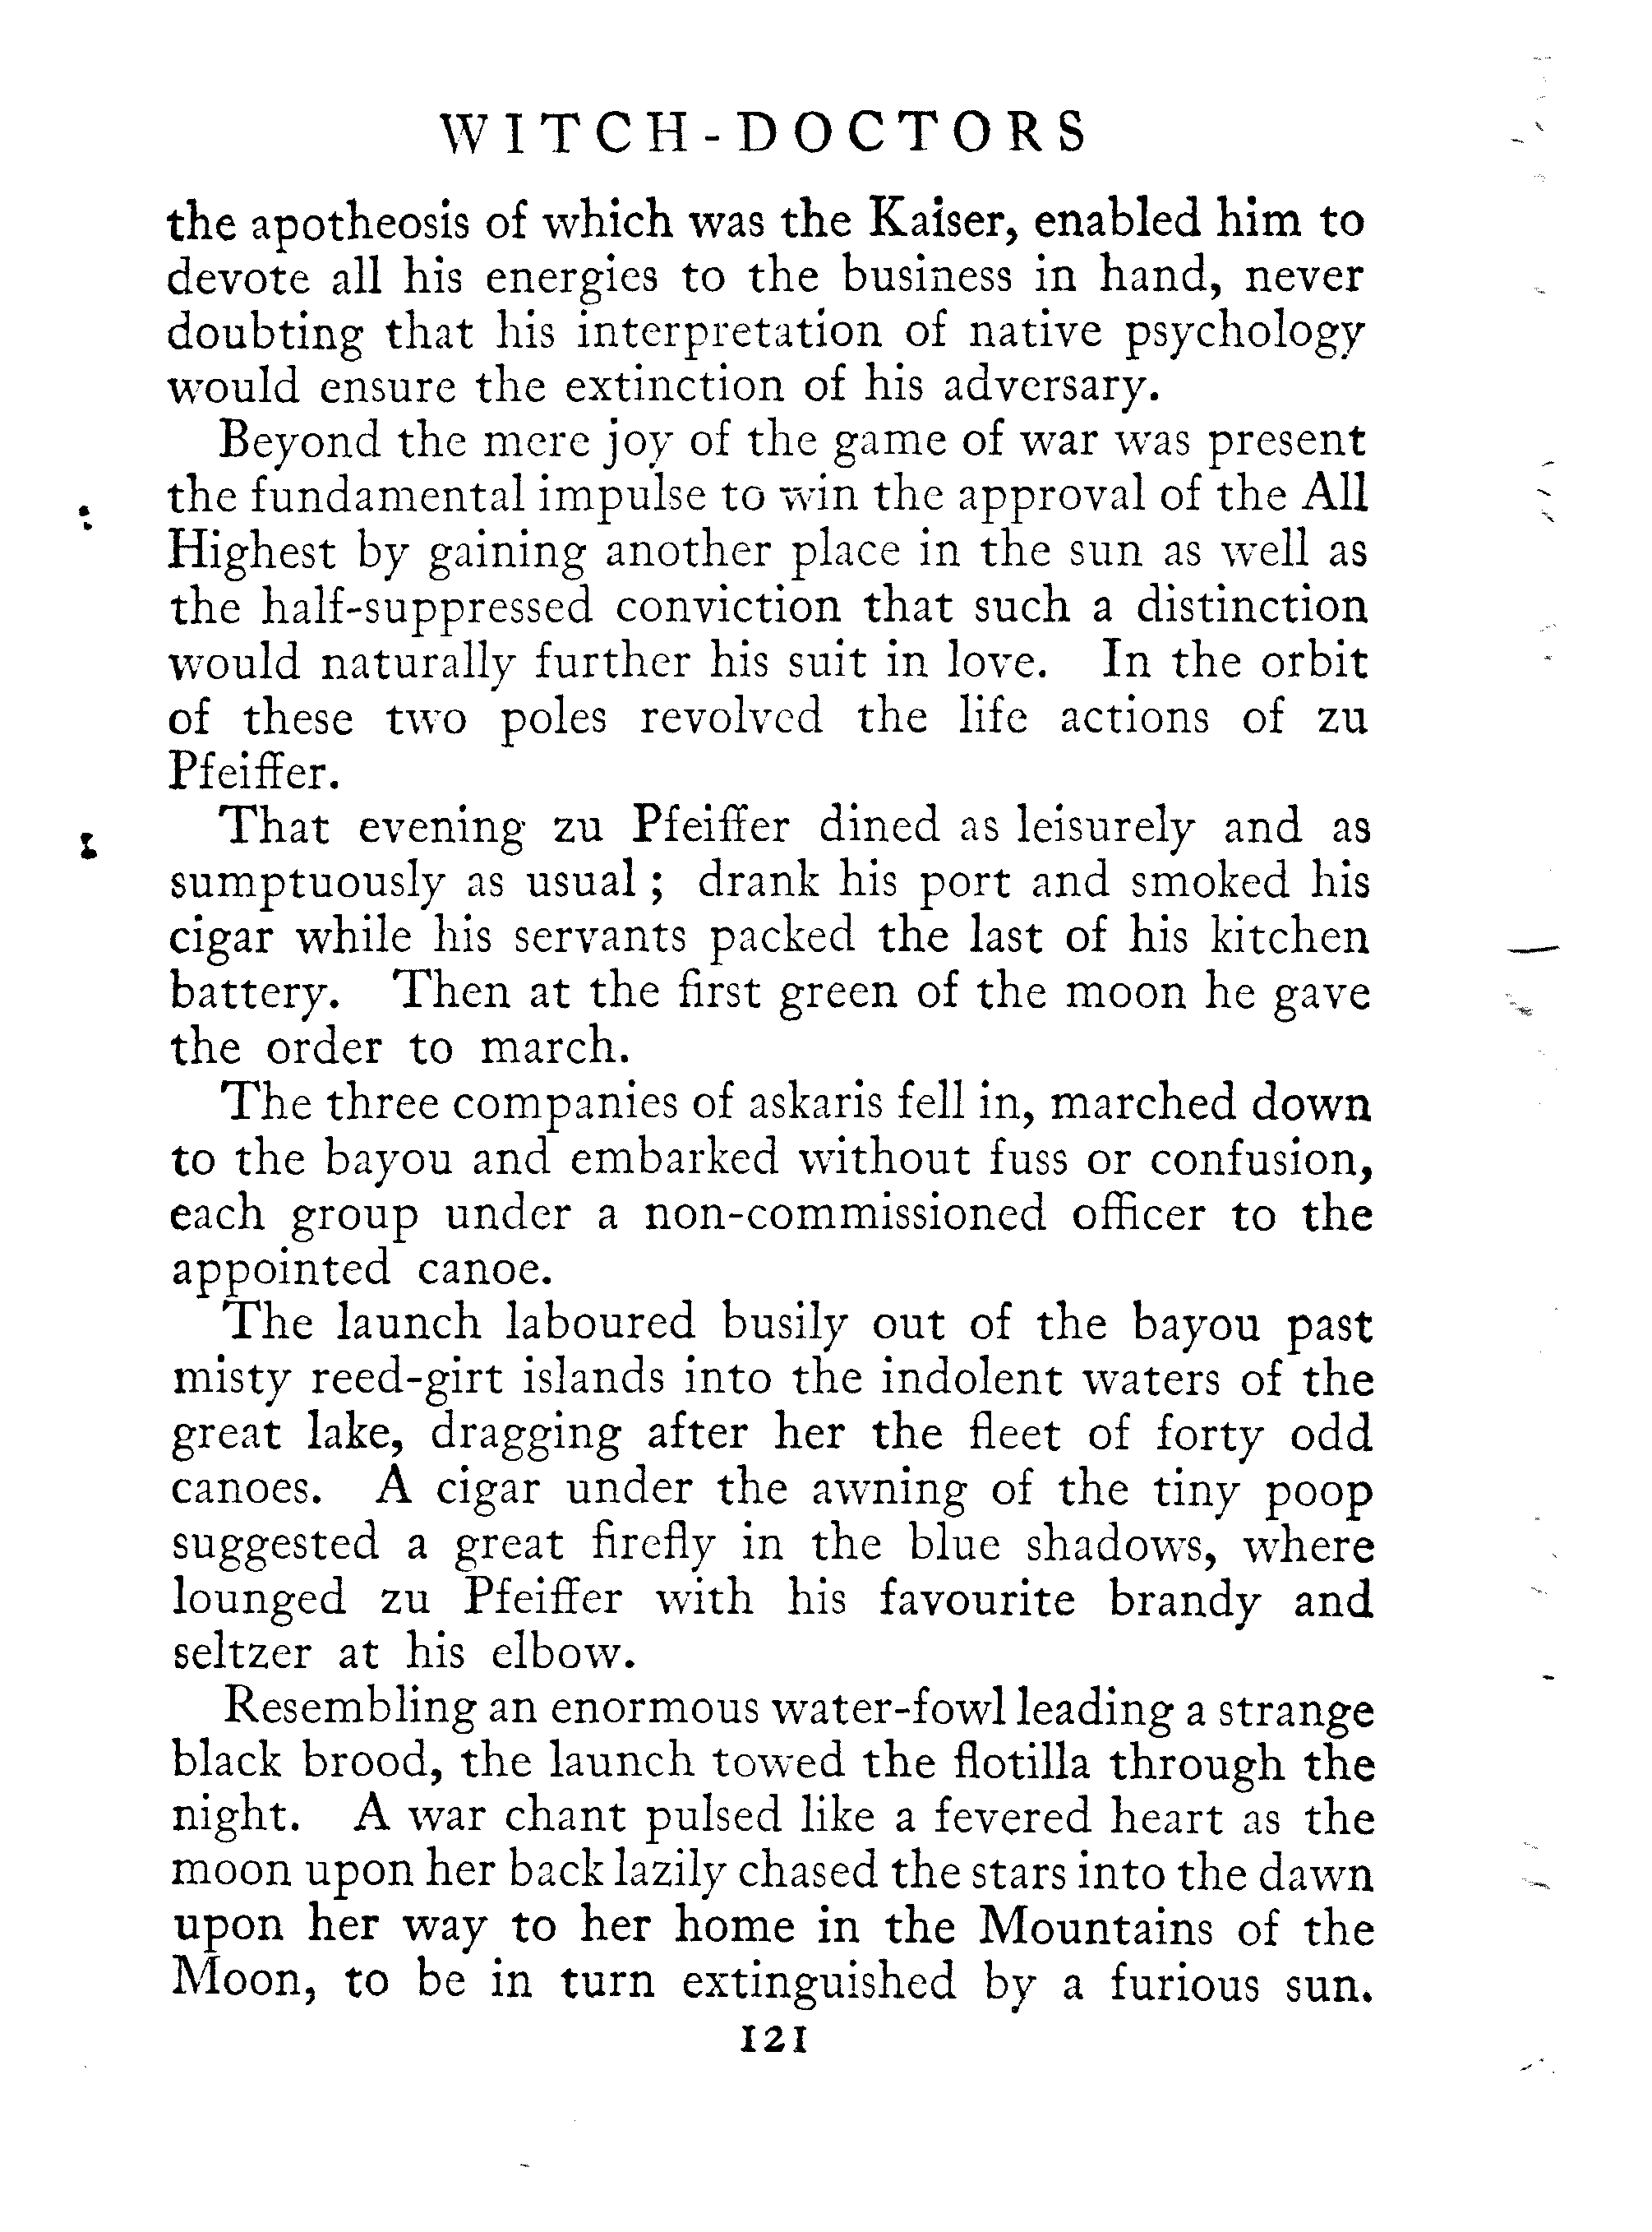 WITCH-DOCTORS
the apotheosis of which was the Kaiser, enabled him to
devote all his energies to the business in hand, never
doubting that his interpretation of native psychology
would ensure the extinction of his adversary.
Beyond the mere joy of the game of war was present
the fundamental impulse to win the approval of the All
Highest by gaining another place in the sun as well as
the half-suppressed conviction that such a distinction
would naturally further his suit in love. In the orbit
of these two poles revolved the life actions of zu
Pfeiffer.
That evening zu Pfeiffer dined as leisurely and as
sumptuously as usual ; drank his port and smoked his
cigar while his servants packed the last of his kitchen
battery. Then at the first green of the moon he gave
the order to march.
The three companies of askaris fell in, marched down
to the bayou and embarked without fuss or confusion,
each group under a non-commissioned officer to the
appointed canoe.
The launch laboured busily out of the bayou past
misty reed-girt islands into the indolent waters of the
great lake, dragging after her the fleet of forty odd
canoes. A cigar under the awning of the tiny poop
suggested a great firefly in the blue shadows, where
lounged zu Pfeiffer with his favourite brandy and
seltzer at his elbow.
Resembling an enormous water-fowl leading a strange
black brood, the launch towed the flotilla through the
night. A war chant pulsed like a fevered heart as the
moon upon her back lazily chased the stars into the dawn
upon her way to her home in the Mountains of the
Moon, to be in turn extinguished by a furious sun.
121